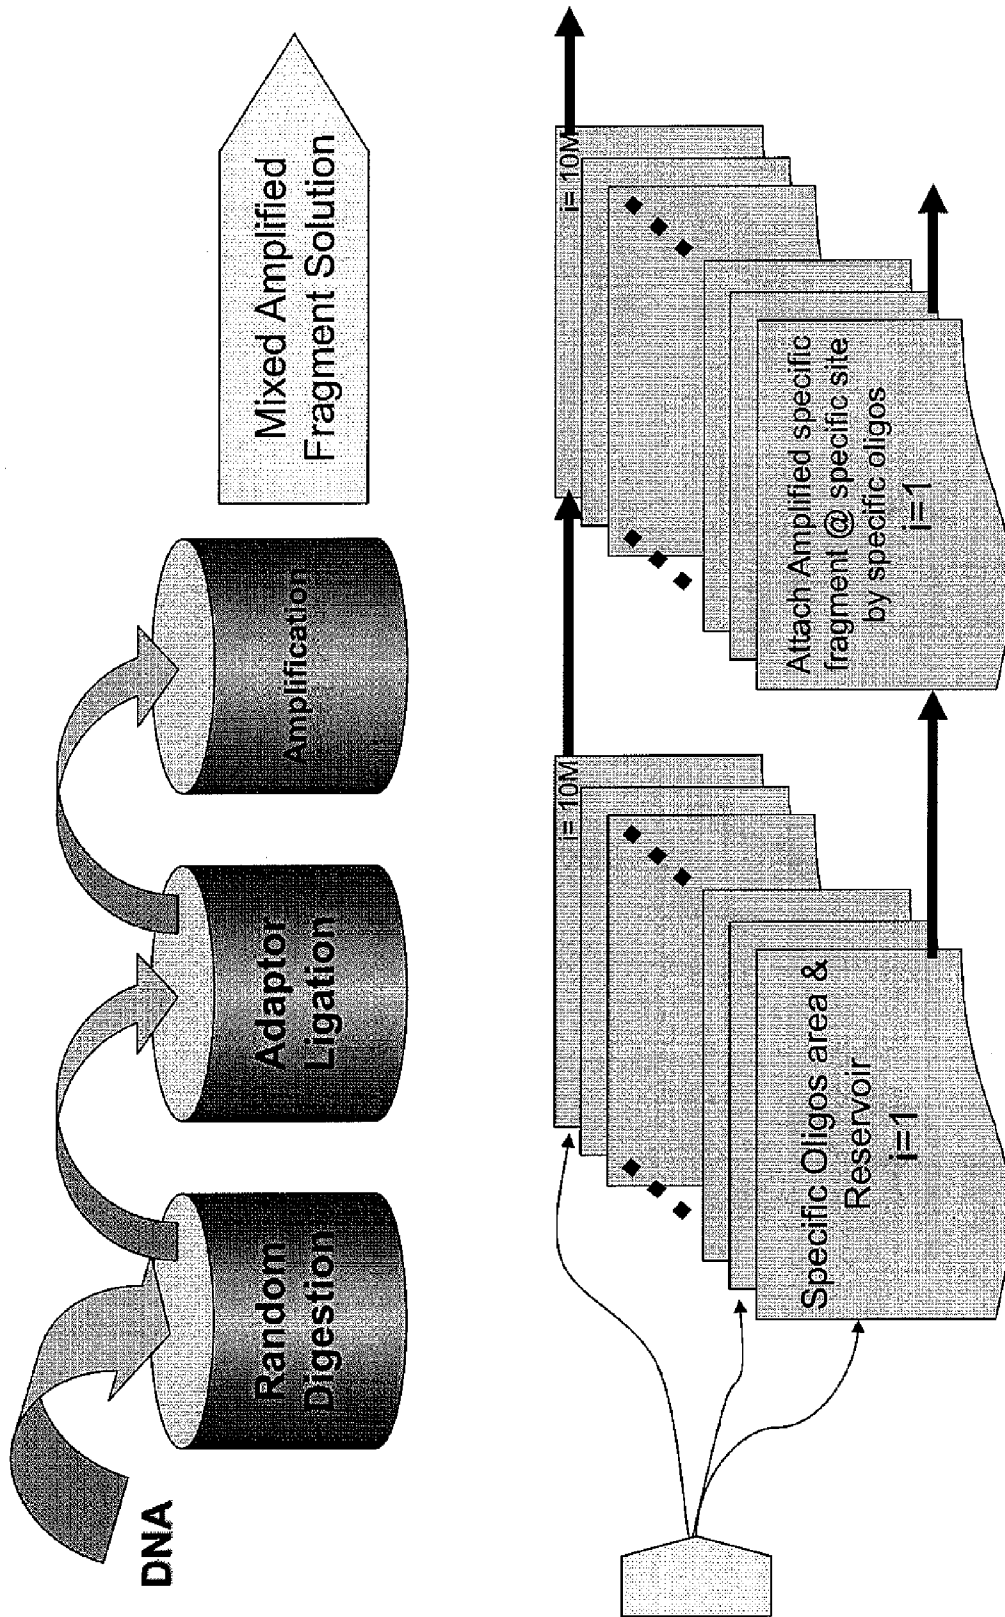 DNA
Random
Digestion
Adaptor
Ligation
Amplification
Mixed Amplified
Fragment Solution
i= 10M
Specific Oligos area &
Reservoir
i=1
i= 10M
Attach Amplified specific
fragment @ specific site
by specific oligos
i=1